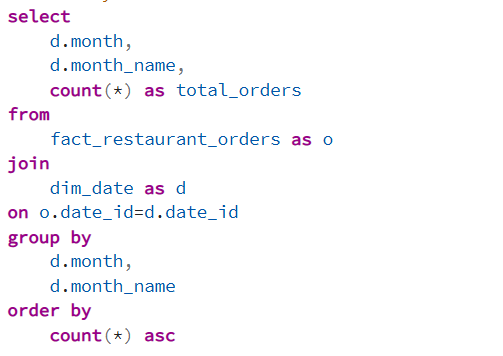 select
    d.month,
    d.month_name,
    count(*) as total_orders
from
    fact_restaurant_orders as o
join
    dim_date as d
on o.date_id=d.date_id
group by
    d.month,
    d.month_name
order by
    count(*) asc